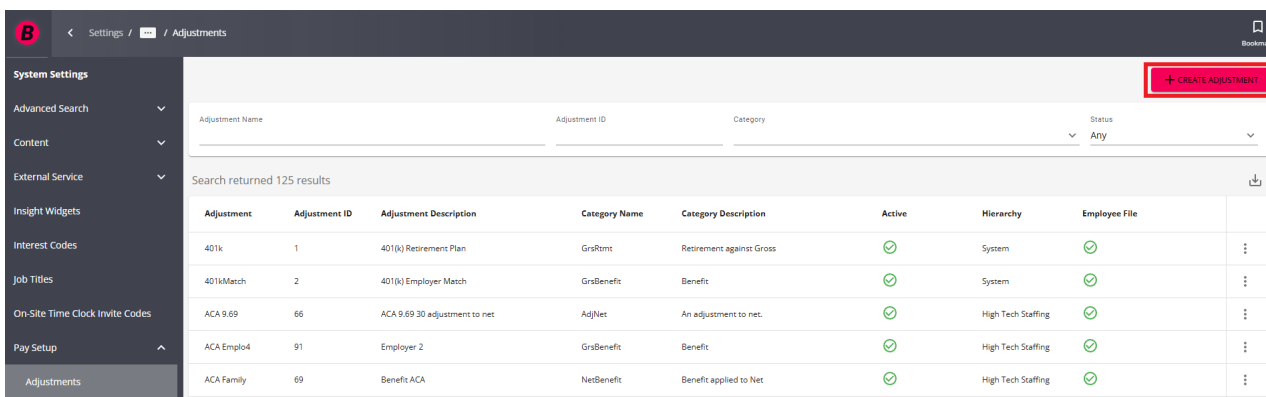 B
Settings / ... / Adjustments
Bookma
System Settings
+ CREATE ADJUSTMENT
Advanced Search
Adjustment Name Adjustment ID Category Status
Content
Any
External Service
Search returned 125 results
Insight Widgets
Adjustment Adjustment ID Adjustment Description Category Name Category Description Active Hierarchy Employee File
Interest Codes
401k 1 401(k) Retirement Plan GrsRtmt Retirement against Gross System
Job Titles
401kMatch 2 401(k) Employer Match GrsBenefit Benefit System
On-Site Time Clock Invite Codes
ACA 9.69 66 ACA 9.69 30 adjustment to net AdjNet An adjustment to net. High Tech Staffing
Pay Setup
ACA Emplo4 91 Employer 2 GrsBenefit Benefit High Tech Staffing
Adjustments
ACA Family 69 Benefit ACA NetBenefit Benefit applied to Net High Tech Staffing